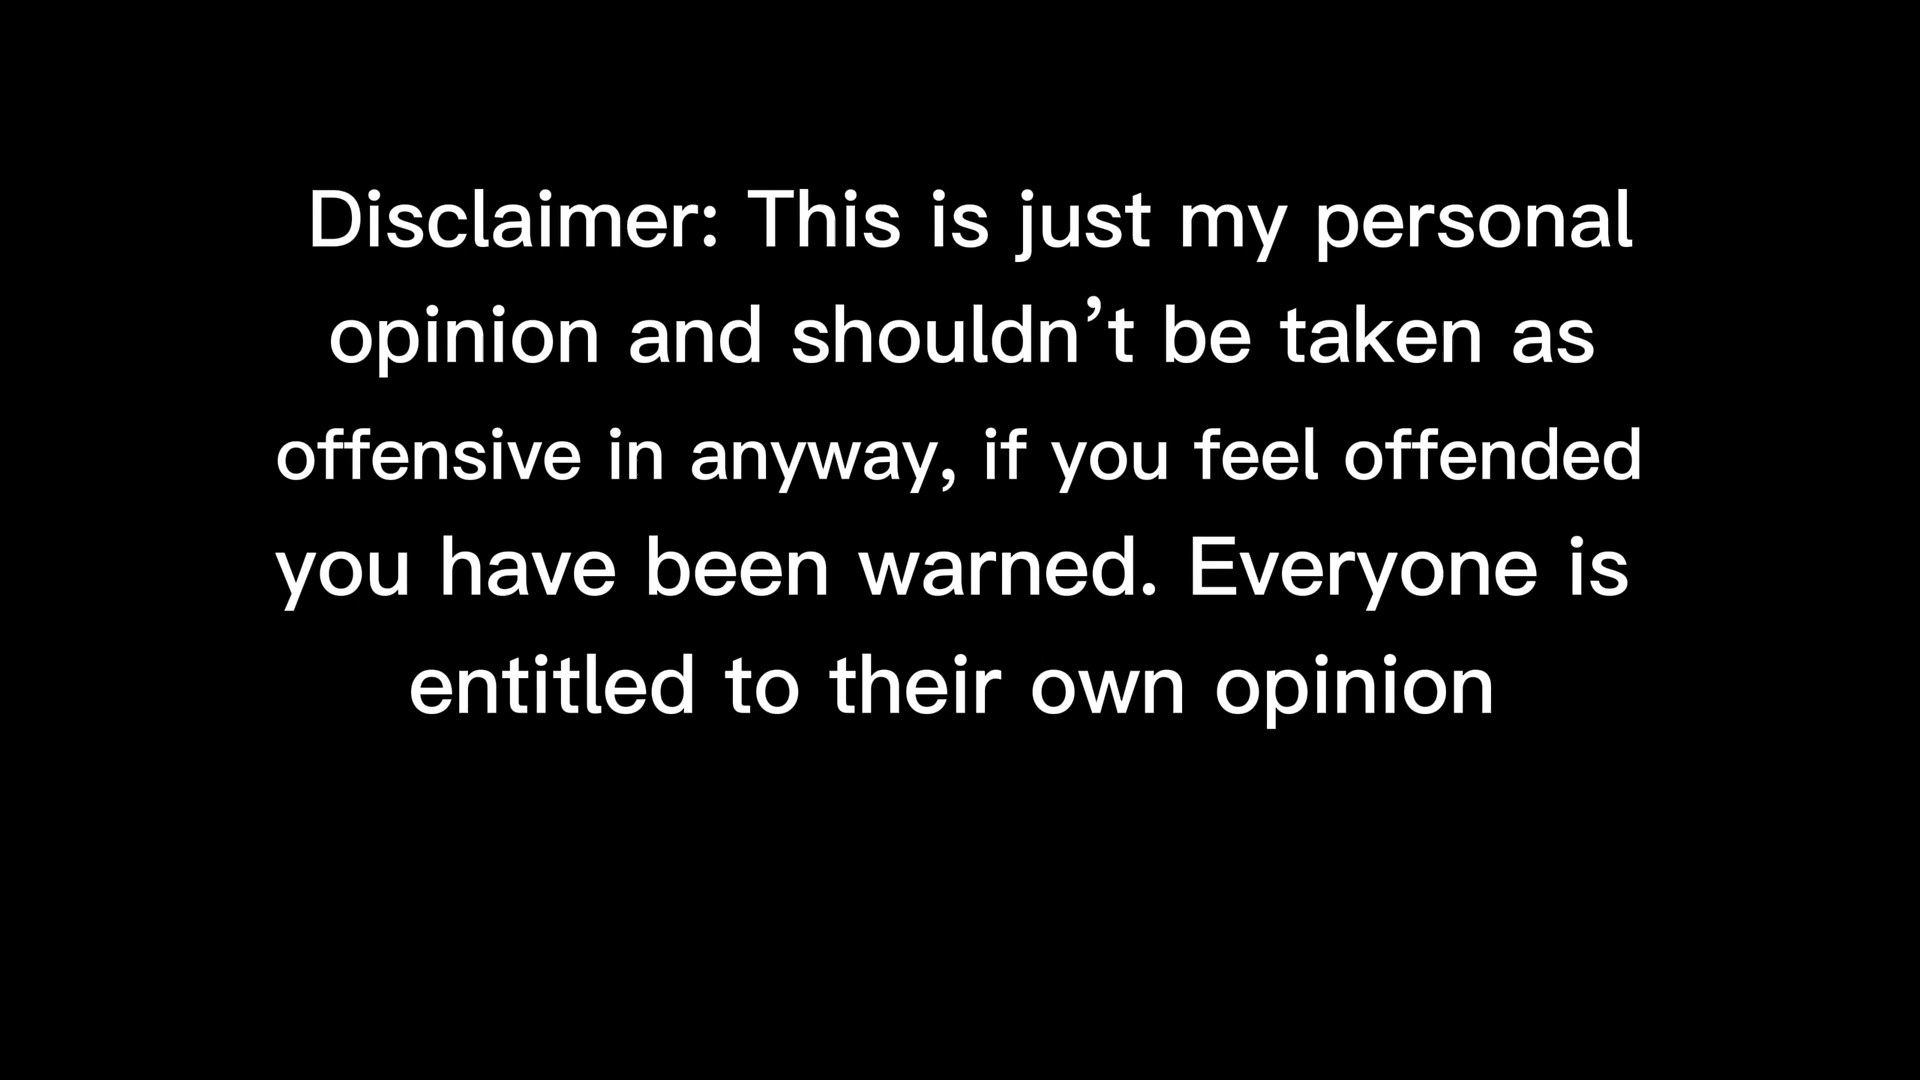 Disclaimer: This is just my personal
opinion and shouldn’t be taken as
offensive in anyway, if you feel offended
you have been warned. Everyone is
entitled to their own opinion